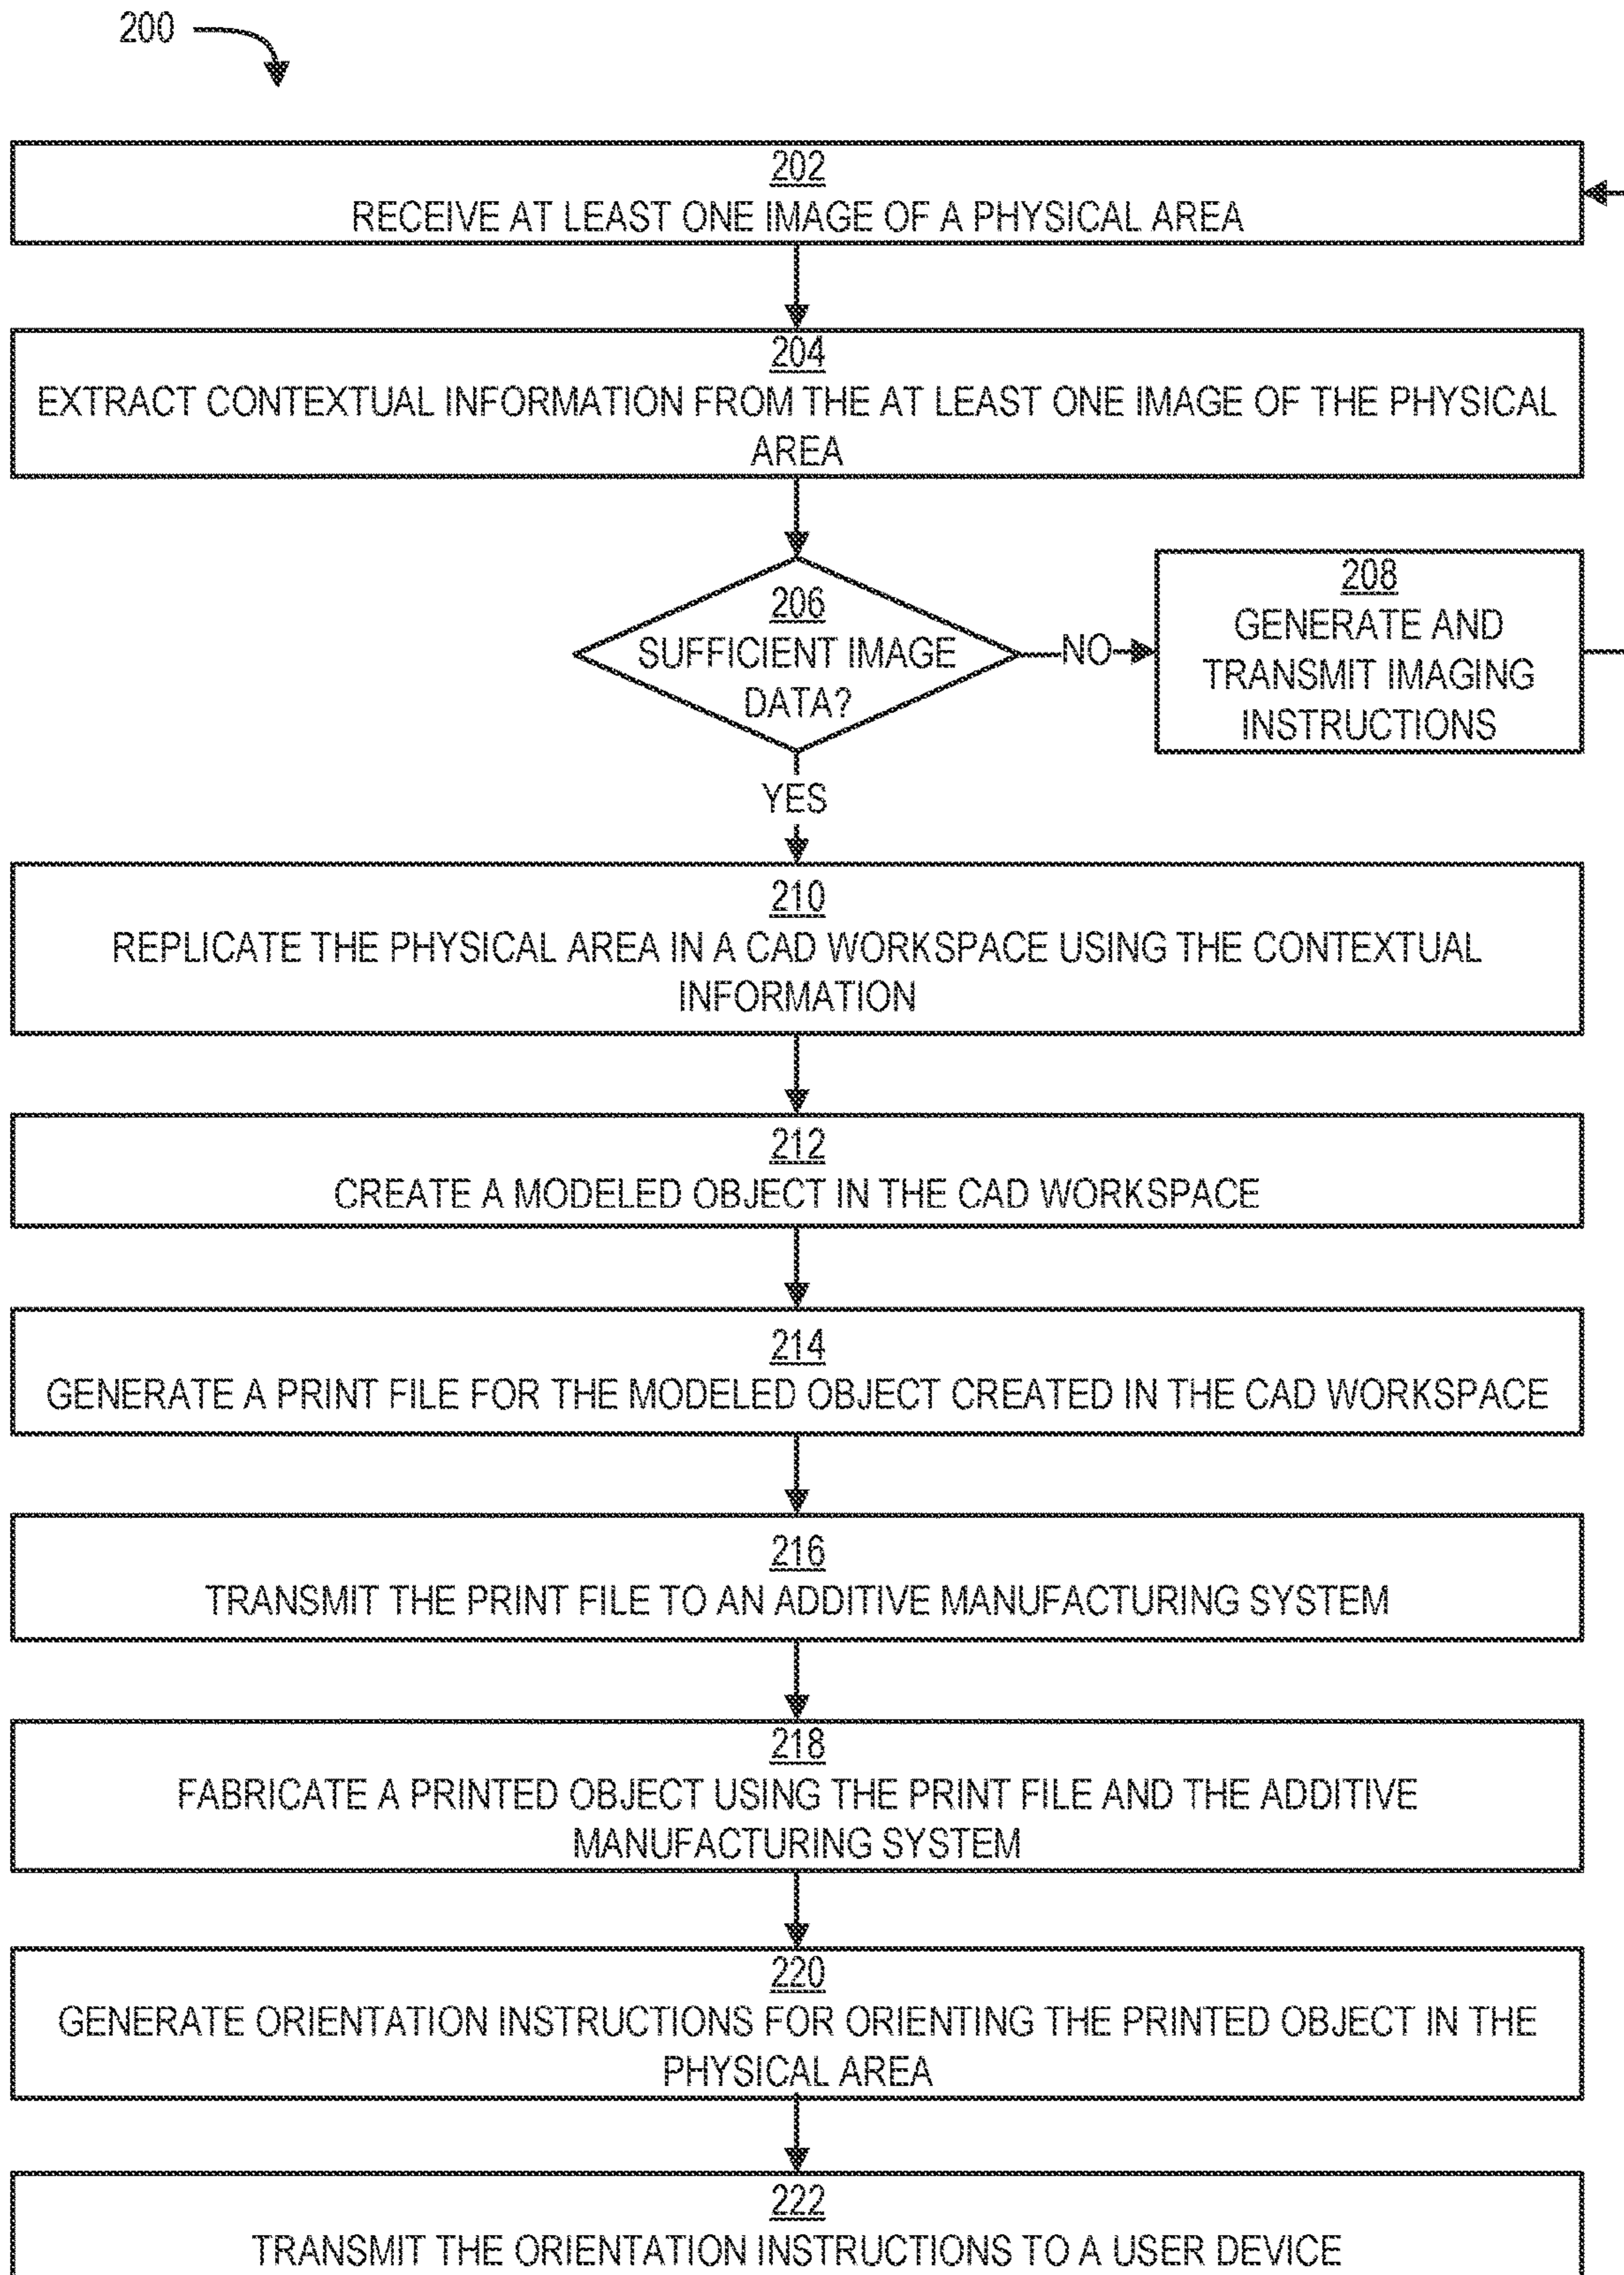 200
202
RECEIVE AT LEAST ONE IMAGE OF A PHYSICAL AREA
204
EXTRACT CONTEXTUAL INFORMATION FROM THE AT LEAST ONE IMAGE OF THE PHYSICAL
AREA
206
SUFFICIENT IMAGE
DATA?
NO
208
GENERATE AND
TRANSMIT IMAGING
INSTRUCTIONS
YES
210
REPLICATE THE PHYSICAL AREA IN A CAD WORKSPACE USING THE CONTEXTUAL
INFORMATION
212
CREATE A MODELED OBJECT IN THE CAD WORKSPACE
214
GENERATE A PRINT FILE FOR THE MODELED OBJECT CREATED IN THE CAD WORKSPACE
216
TRANSMIT THE PRINT FILE TO AN ADDITIVE MANUFACTURING SYSTEM
218
FABRICATE A PRINTED OBJECT USING THE PRINT FILE AND THE ADDITIVE
MANUFACTURING SYSTEM
220
GENERATE ORIENTATION INSTRUCTIONS FOR ORIENTING THE PRINTED OBJECT IN THE
PHYSICAL AREA
222
TRANSMIT THE ORIENTATION INSTRUCTIONS TO A USER DEVICE